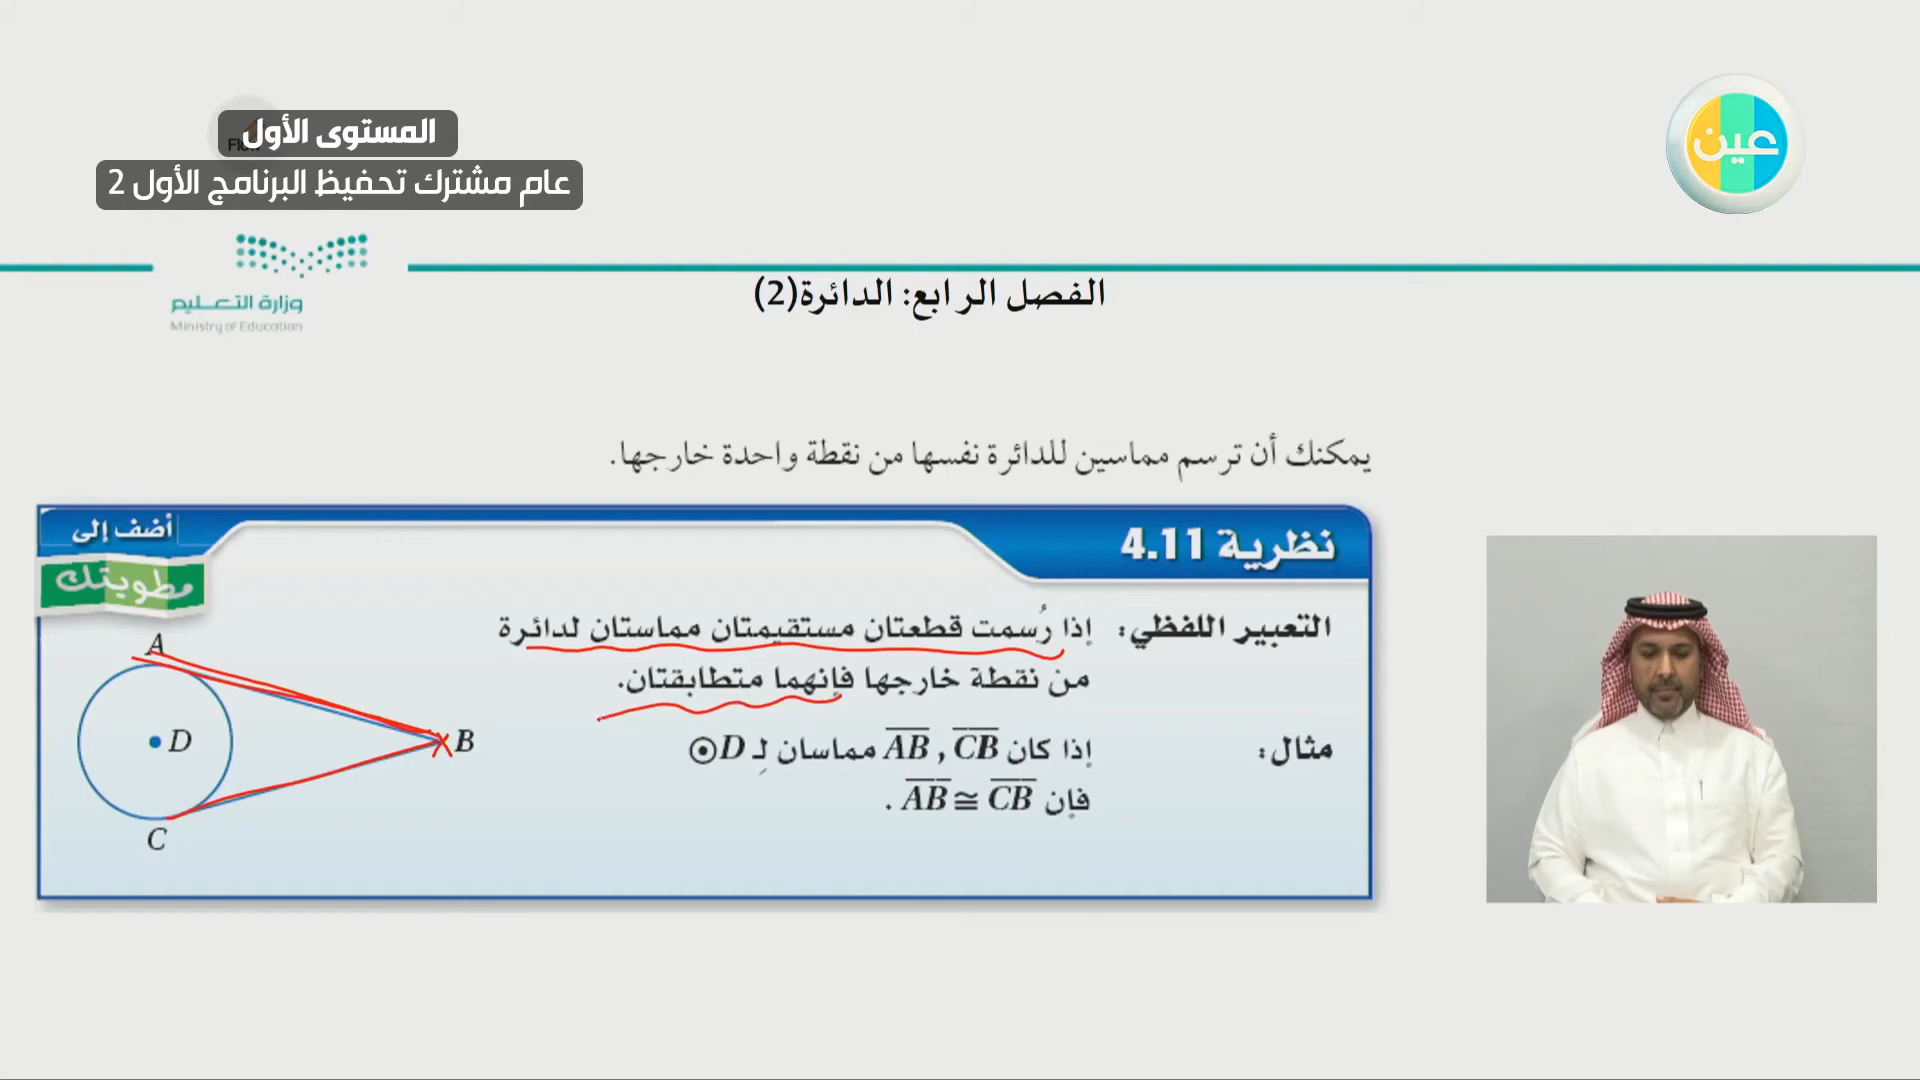 المستوى الأول
عام مشترك تحفيظ البرنامج الأول 2
عين
وزارة التعـليم
Ministry of Education
الفصل الرابع: الدائرة(2)
يمكنك أن ترسم مماسين للدائرة نفسها من نقطة واحدة خارجها.
نظرية 4.11
أضف إلى
مطويتك
التعبير اللفظي: إذا رُسمت قطعتان مستقيمتان مماستان لدائرة
من نقطة خارجها فإنهما متطابقتان.
مثال: إذا كان AB , CB مماسان لـِ ⊙D
فإن AB ≅ CB .
A
D
B
C